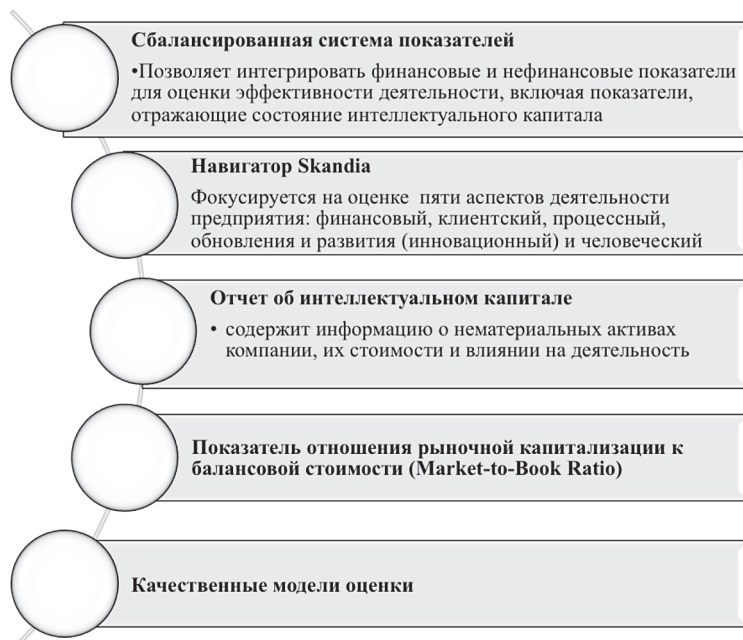 Сбалансированная система показателей
•Позволяет интегрировать финансовые и нефинансовые показатели
для оценки эффективности деятельности, включая показатели,
отражающие состояние интеллектуального капитала
Навигатор Skandia
Фокусируется на оценке пяти аспектов деятельности
предприятия: финансовый, клиентский, процессный,
обновления и развития (инновационный) и человеческий
Отчет об интеллектуальном капитале
• содержит информацию о нематериальных активах
компании, их стоимости и влиянии на деятельность
Показатель отношения рыночной капитализации к
балансовой стоимости (Market-to-Book Ratio)
Качественные модели оценки